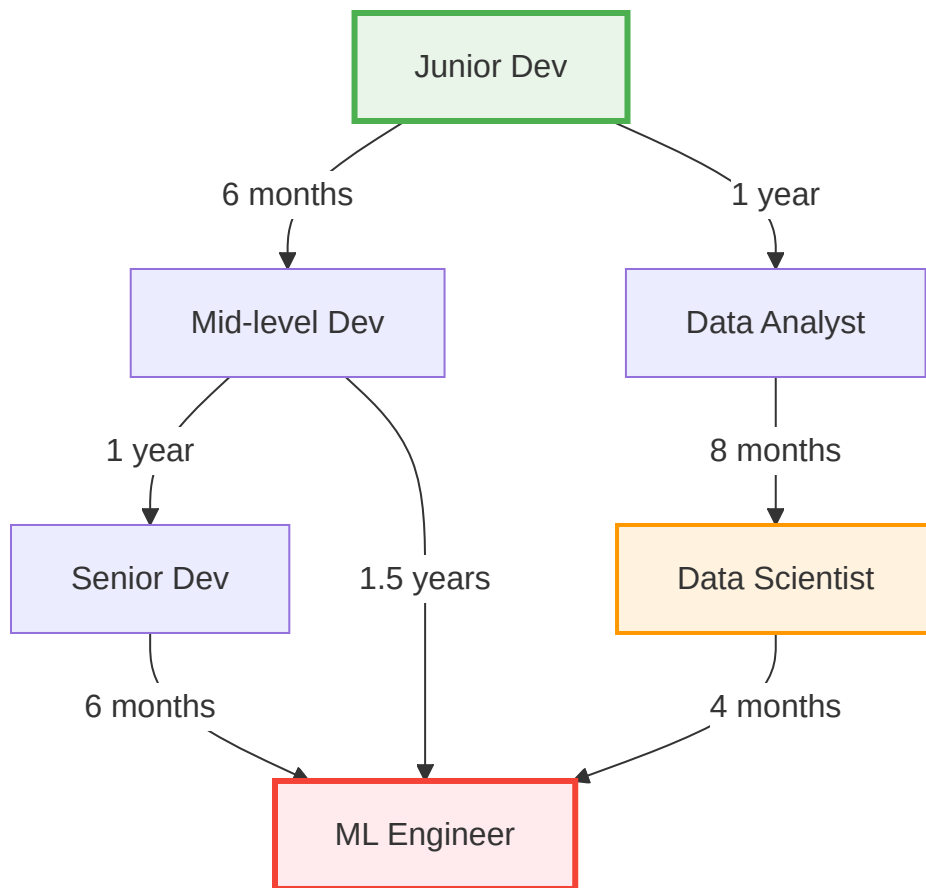 Junior Dev
6 months
1 year
Mid-level Dev
Data Analyst
1 year
8 months
Senior Dev
1.5 years
Data Scientist
6 months
4 months
ML Engineer